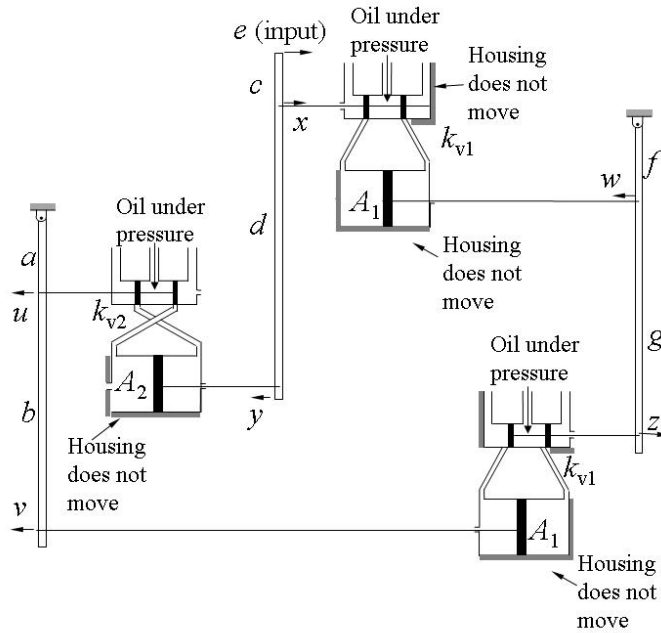 e (input)
Oil under
pressure
Housing
does not
move
c
x
k_v1
f
w
A_1
d
Housing
does not
move
Oil under
pressure
a
u
k_v2
g
Oil under
pressure
A_2
b
y
z
Housing
does not
move
k_v1
v
A_1
Housing
does not
move